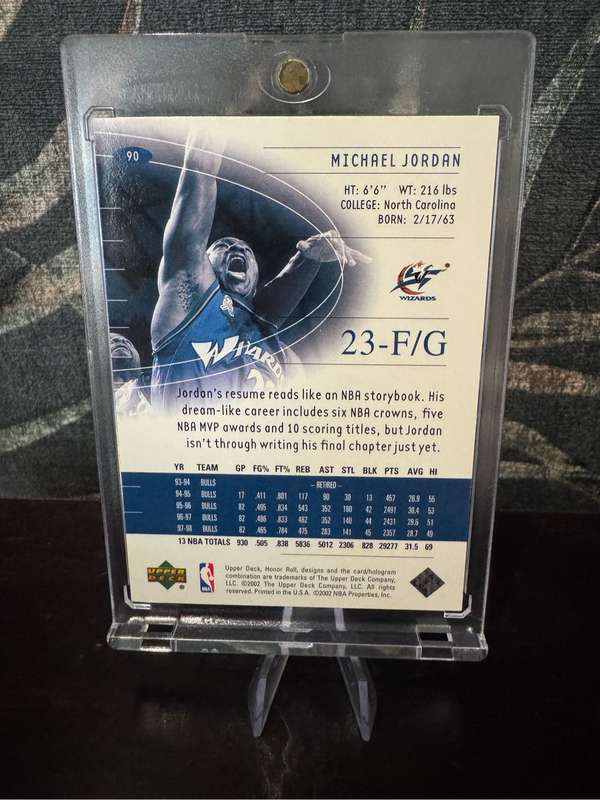 90
MICHAEL JORDAN
HT: 6'6" WT: 216 lbs
COLLEGE: North Carolina
BORN: 2/17/63
WIZARDS
23-F/G
Jordan's resume reads like an NBA storybook. His
dream-like career includes six NBA crowns, five
NBA MVP awards and 10 scoring titles, but Jordan
isn't through writing his final chapter just yet.
YR TEAM GP FG% FT% REB AST STL BLK PTS AVG HI
93-94 BULLS – RETIRED –
94-95 BULLS 17 .411 .801 117 90 30 13 457 26.9 55
95-96 BULLS 82 .495 .834 543 352 180 42 2491 30.4 53
96-97 BULLS 82 .486 .833 482 352 140 44 2431 29.6 51
97-98 BULLS 82 .465 .784 475 283 141 45 2357 28.7 49
13 NBA TOTALS 930 .505 .838 5836 5012 2306 828 29277 31.5 69
UPPER
DECK
NBA
Upper Deck, Honor Roll, designs and the card/hologram
combination are trademarks of The Upper Deck Company,
LLC. ©2002 The Upper Deck Company, LLC. All rights
reserved. Printed in the U.S.A. ©2002 NBA Properties, Inc.